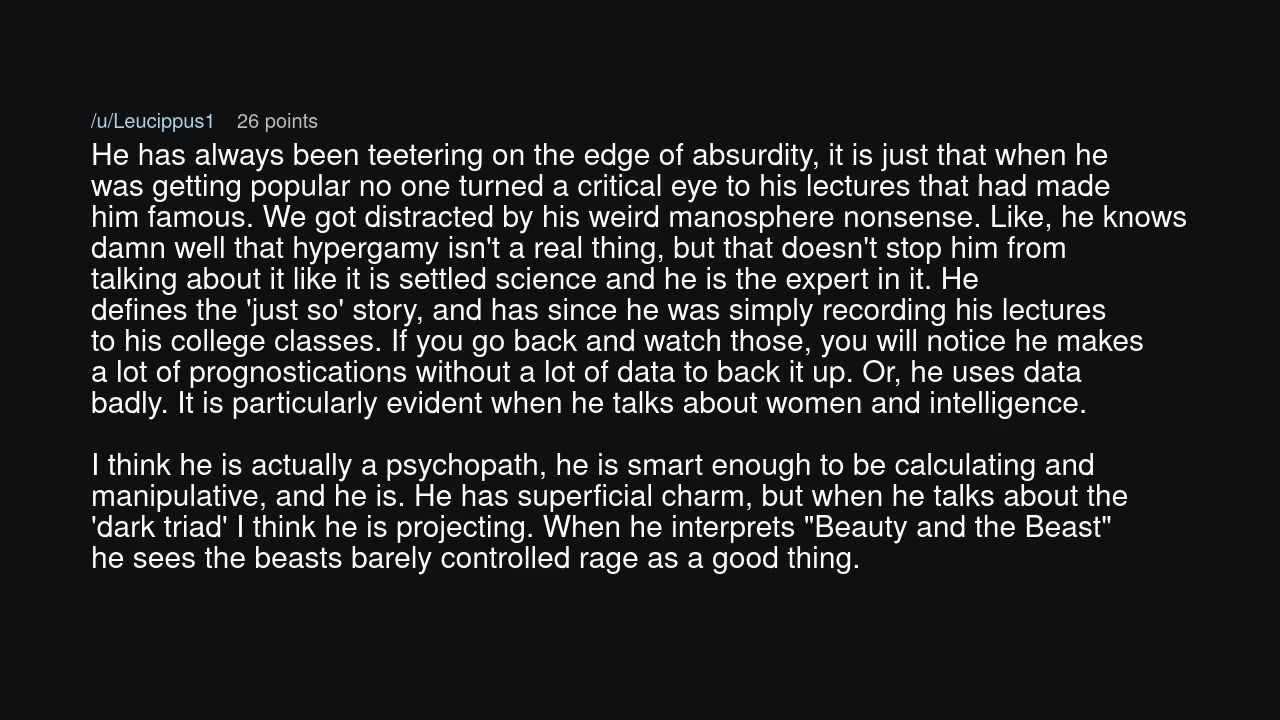 /u/Leucippus1 26 points
He has always been teetering on the edge of absurdity, it is just that when he
was getting popular no one turned a critical eye to his lectures that had made
him famous. We got distracted by his weird manosphere nonsense. Like, he knows
damn well that hypergamy isn't a real thing, but that doesn't stop him from
talking about it like it is settled science and he is the expert in it. He
defines the 'just so' story, and has since he was simply recording his lectures
to his college classes. If you go back and watch those, you will notice he makes
a lot of prognostications without a lot of data to back it up. Or, he uses data
badly. It is particularly evident when he talks about women and intelligence.
I think he is actually a psychopath, he is smart enough to be calculating and
manipulative, and he is. He has superficial charm, but when he talks about the
'dark triad' I think he is projecting. When he interprets "Beauty and the Beast"
he sees the beasts barely controlled rage as a good thing.